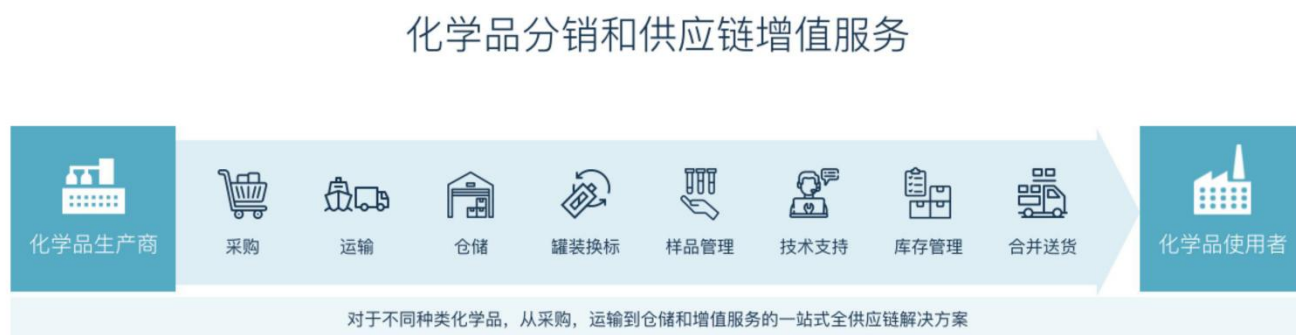 化学品分销和供应链增值服务
化学品生产商
采购
运输
仓储
罐装换标
样品管理
技术支持
库存管理
合并送货
化学品使用者
对于不同种类化学品，从采购，运输到仓储和增值服务的一站式全供应链解决方案